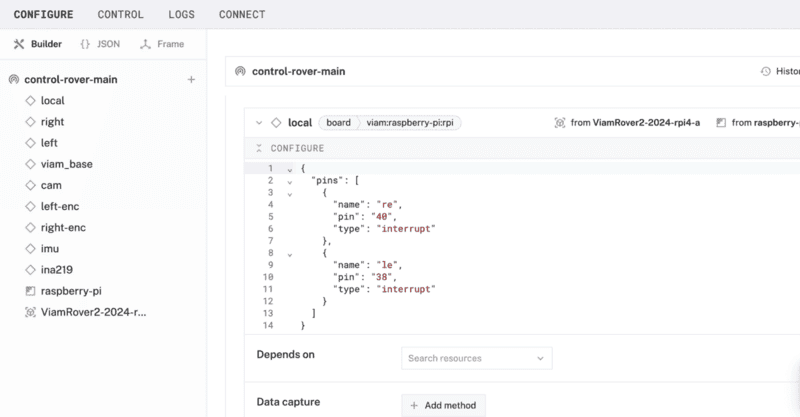 CONFIGURE CONTROL LOGS CONNECT
Builder {} JSON Frame
control-rover-main +
local
right
left
viam_base
cam
left-enc
right-enc
imu
ina219
raspberry-pi
ViamRover2-2024-r...
control-rover-main Histor
local board viam:raspberry-pi:rpi from ViamRover2-2024-rpi4-a from raspberry-
CONFIGURE
1 {
2 "pins": [
3 {
4 "name": "re",
5 "pin": "40",
6 "type": "interrupt"
7 },
8 {
9 "name": "le",
10 "pin": "38",
11 "type": "interrupt"
12 }
13 ]
14 }
Depends on Search resources
Data capture + Add method